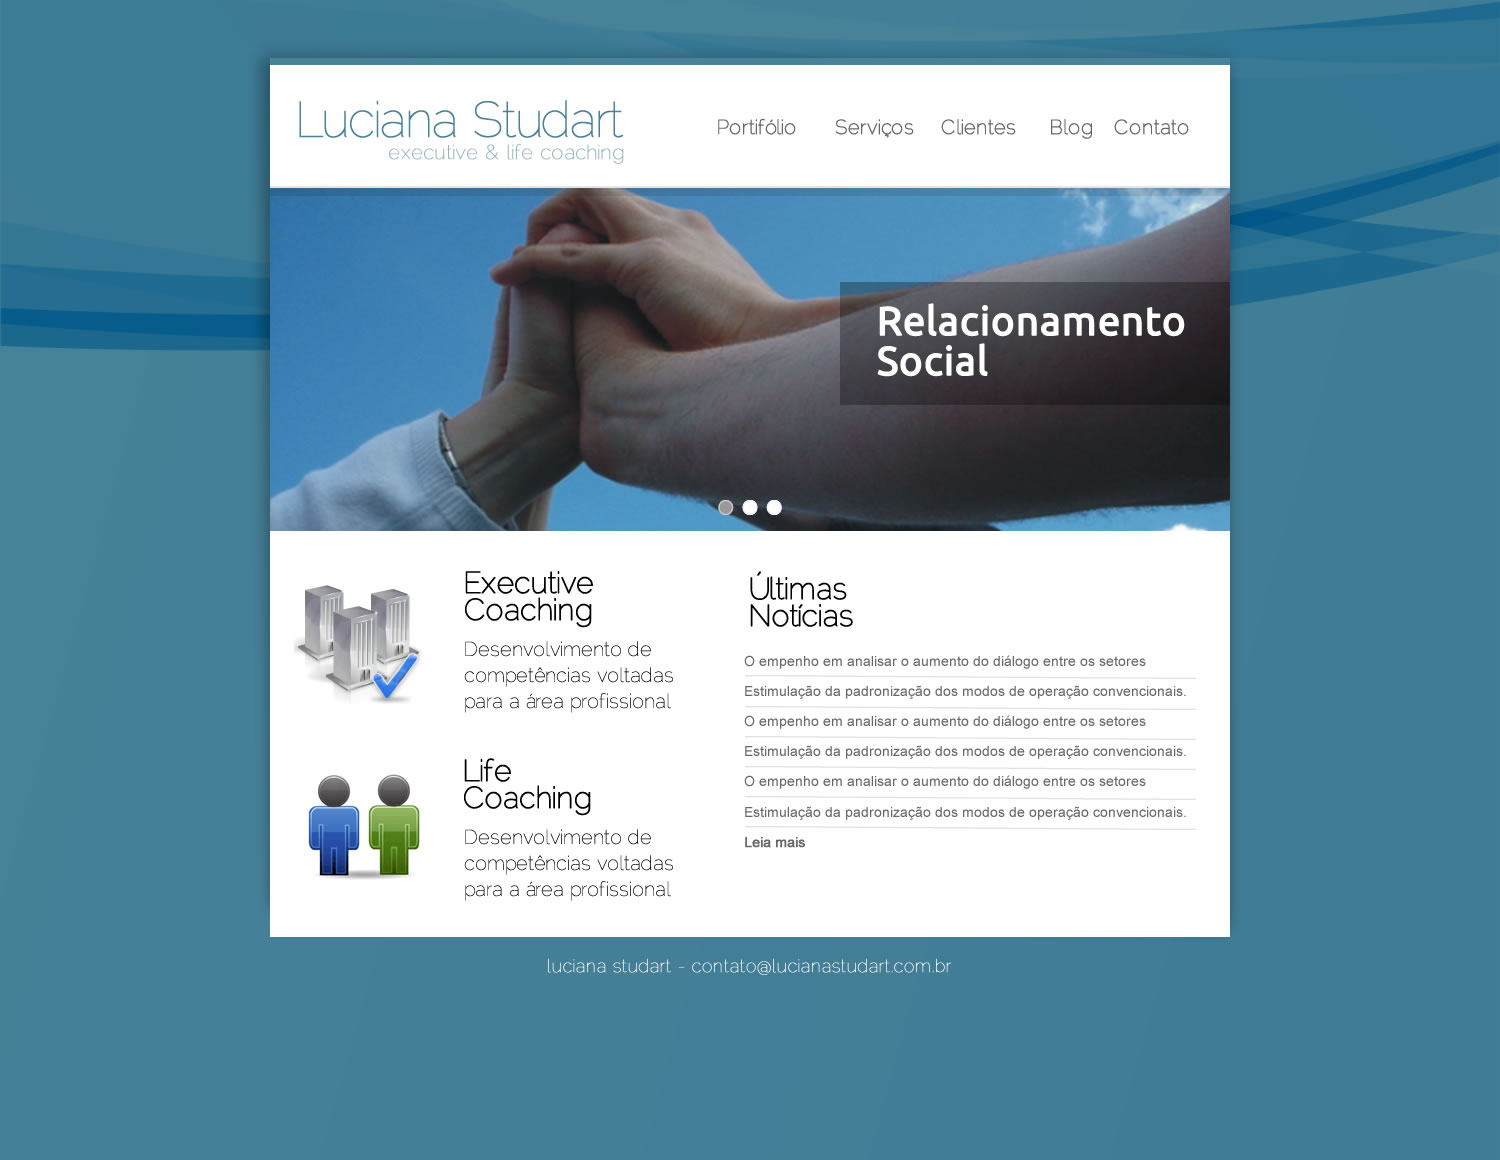 Luciana Studart
executive & life coaching
Portifólio Serviços Clientes Blog Contato
Relacionamento
Social
Executive
Coaching
Desenvolvimento de
competências voltadas
para a área profissional
Life
Coaching
Desenvolvimento de
competências voltadas
para a área profissional
Últimas
Notícias
O empenho em analisar o aumento do diálogo entre os setores
Estimulação da padronização dos modos de operação convencionais.
O empenho em analisar o aumento do diálogo entre os setores
Estimulação da padronização dos modos de operação convencionais.
O empenho em analisar o aumento do diálogo entre os setores
Estimulação da padronização dos modos de operação convencionais.
Leia mais
luciana studart - contato@lucianastudart.com.br